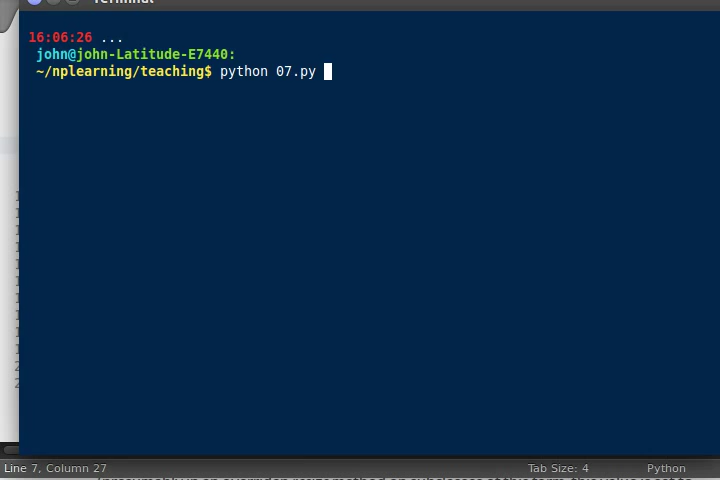 Terminal
16:06:26 ...
john@john-Latitude-E7440:
~/nplearning/teaching$ python 07.py
Line 7, Column 27
Tab Size: 4
Python